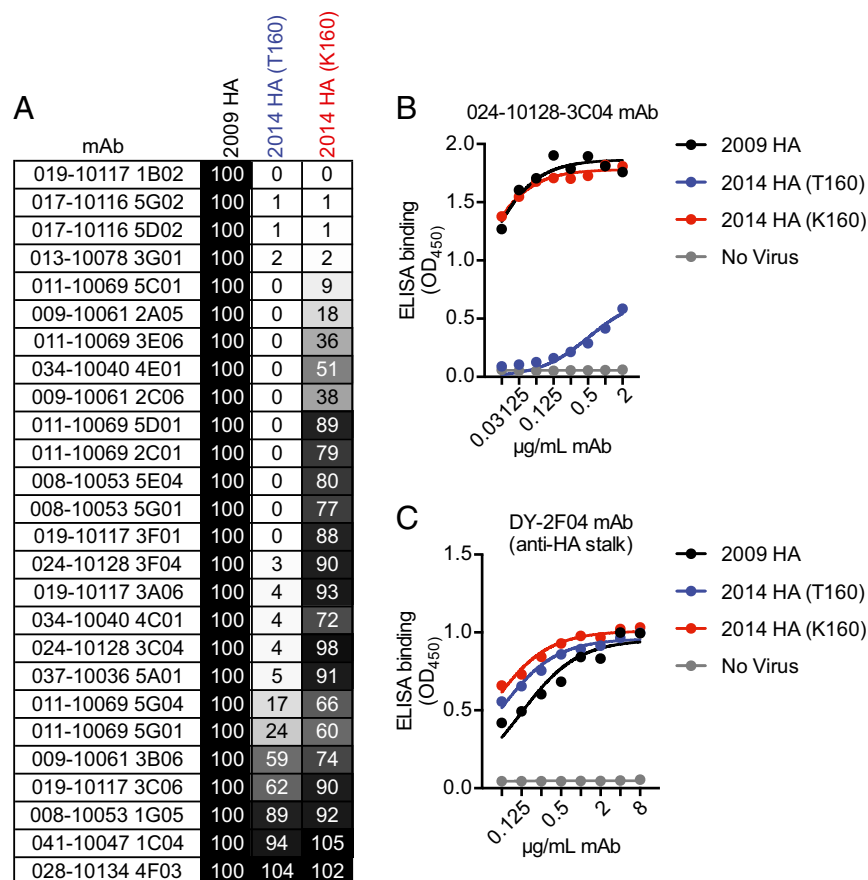 A
mAb
2009 HA
2014 HA (T160)
2014 HA (K160)
019-10117 1B02 100 0 0
017-10116 5G02 100 1 1
017-10116 5D02 100 1 1
013-10078 3G01 100 2 2
011-10069 5C01 100 0 9
009-10061 2A05 100 0 18
011-10069 3E06 100 0 36
034-10040 4E01 100 0 51
009-10061 2C06 100 0 38
011-10069 5D01 100 0 89
011-10069 2C01 100 0 79
008-10053 5E04 100 0 80
008-10053 5G01 100 0 77
019-10117 3F01 100 0 88
024-10128 3F04 100 3 90
019-10117 3A06 100 4 93
034-10040 4C01 100 4 72
024-10128 3C04 100 4 98
037-10036 5A01 100 5 91
011-10069 5G04 100 17 66
011-10069 5G01 100 24 60
009-10061 3B06 100 59 74
019-10117 3C06 100 62 90
008-10053 1G05 100 89 92
041-10047 1C04 100 94 105
028-10134 4F03 100 104 102
B
024-10128-3C04 mAb
ELISA binding
(OD450)
2.0
1.5
1.0
0.5
0.0
0.03125
0.125
0.5
2
µg/mL mAb
2009 HA
2014 HA (T160)
2014 HA (K160)
No Virus
C
DY-2F04 mAb
(anti-HA stalk)
ELISA binding
(OD450)
1.5
1.0
0.5
0.0
0.125
0.5
2
8
µg/mL mAb
2009 HA
2014 HA (T160)
2014 HA (K160)
No Virus